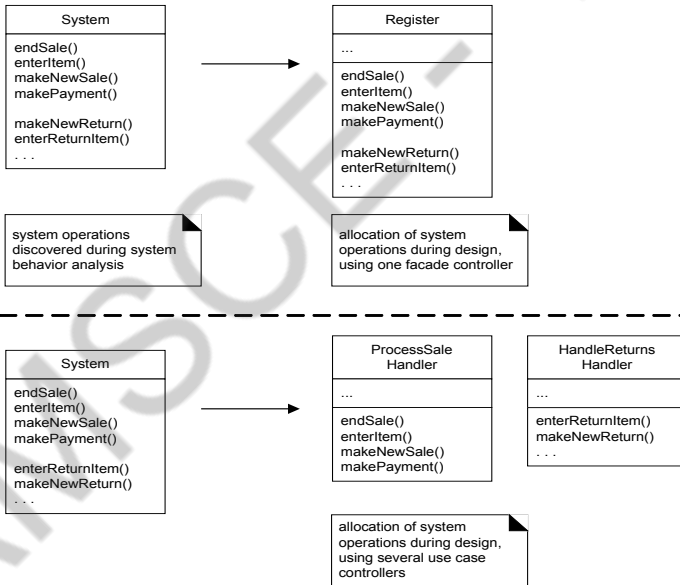 System
endSale()
enterItem()
makeNewSale()
makePayment()
makeNewReturn()
enterReturnItem()
. . .
Register
...
endSale()
enterItem()
makeNewSale()
makePayment()
makeNewReturn()
enterReturnItem()
. . .
system operations
discovered during system
behavior analysis
allocation of system
operations during design,
using one facade controller
System
endSale()
enterItem()
makeNewSale()
makePayment()
enterReturnItem()
makeNewReturn()
. . .
ProcessSale
Handler
...
endSale()
enterItem()
makeNewSale()
makePayment()
HandleReturns
Handler
...
enterReturnItem()
makeNewReturn()
. . .
allocation of system
operations during design,
using several use case
controllers
AMSCE -